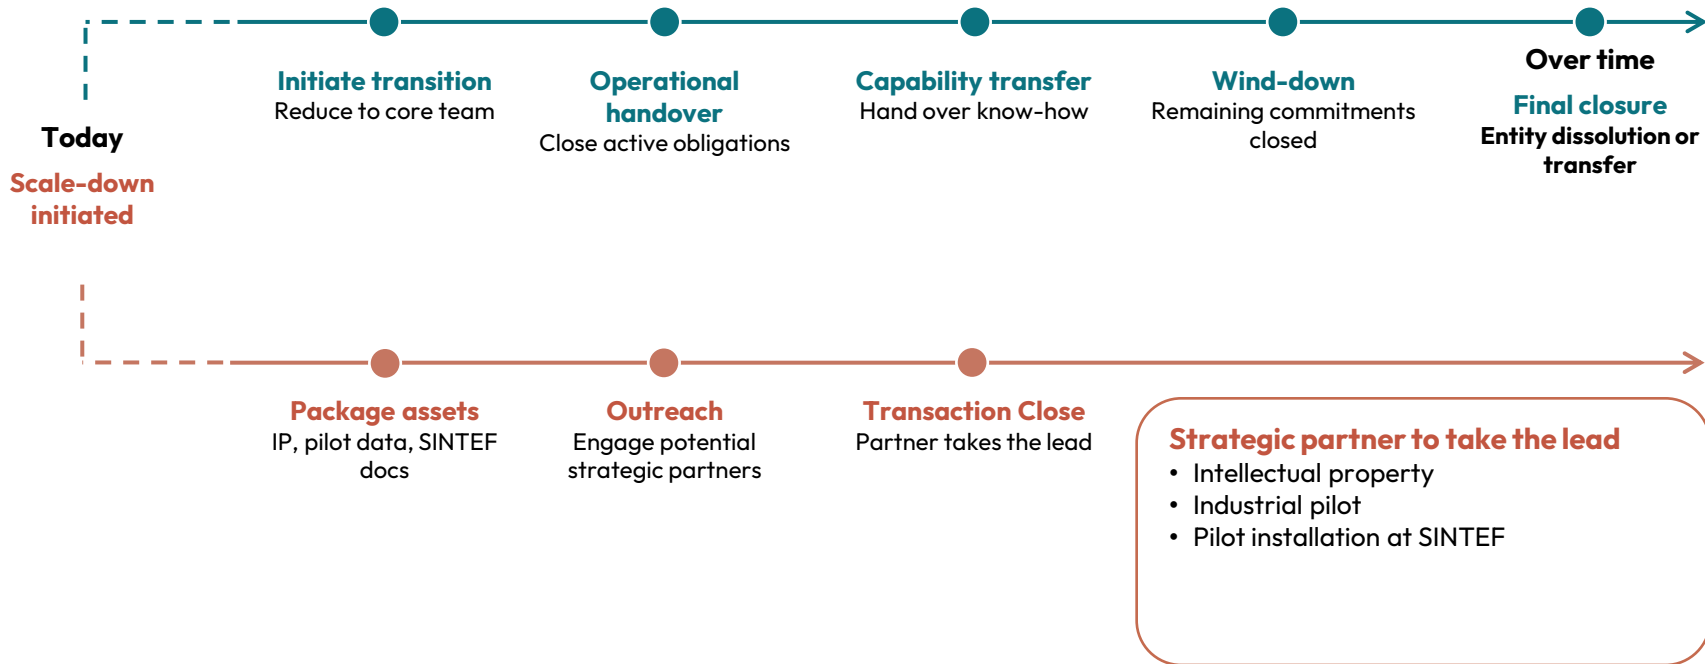 Today
Scale-down
initiated
Initiate transition
Reduce to core team
Operational
handover
Close active obligations
Capability transfer
Hand over know-how
Wind-down
Remaining commitments
closed
Over time
Final closure
Entity dissolution or
transfer
Package assets
IP, pilot data, SINTEF
docs
Outreach
Engage potential
strategic partners
Transaction Close
Partner takes the lead
Strategic partner to take the lead
• Intellectual property
• Industrial pilot
• Pilot installation at SINTEF